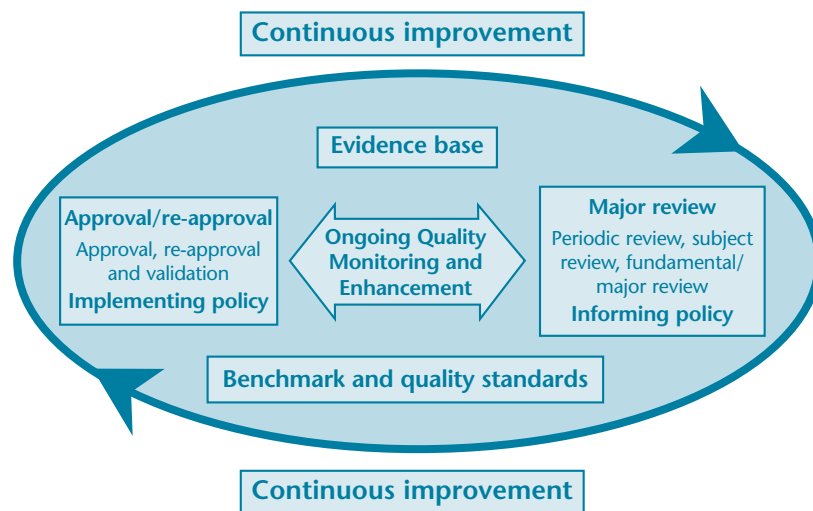 Continuous improvement
Evidence base
Approval/re-approval
Approval, re-approval
and validation
Implementing policy
Ongoing Quality
Monitoring and
Enhancement
Major review
Periodic review, subject
review, fundamental/
major review
Informing policy
Benchmark and quality standards
Continuous improvement